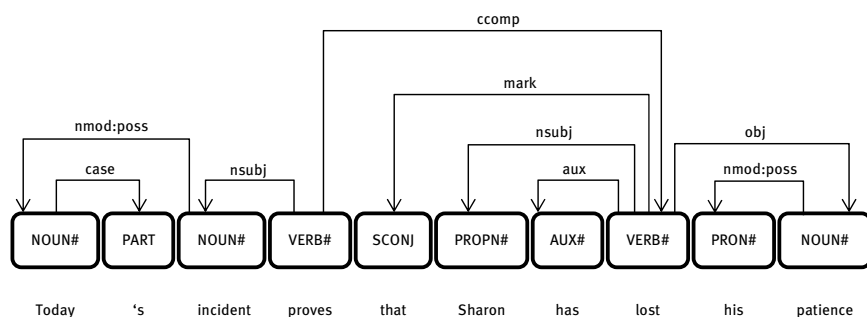 ccomp
mark
nmod:poss nsubj obj
case nsubj aux nmod:poss
NOUN# PART NOUN# VERB# SCONJ PROPN# AUX# VERB# PRON# NOUN#
Today ‘s incident proves that Sharon has lost his patience